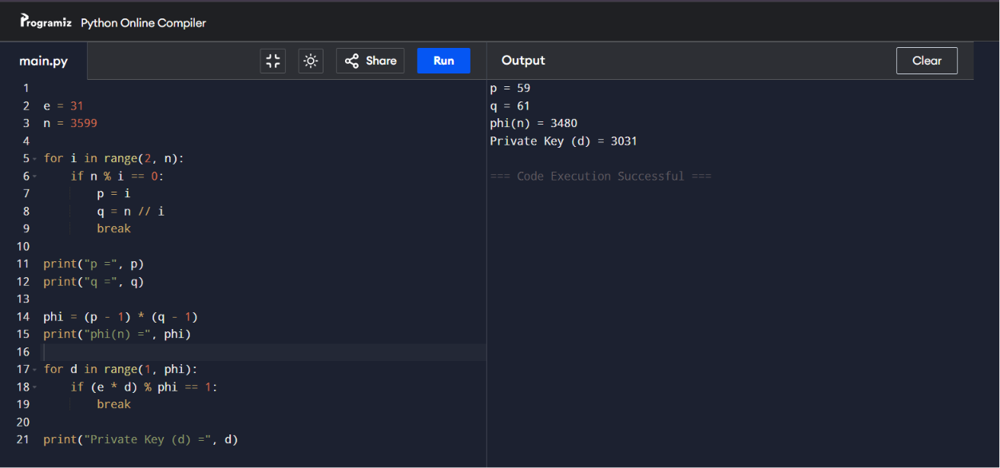 Programiz Python Online Compiler
main.py Share Run Output Clear
1
2 e = 31
3 n = 3599
4
5 for i in range(2, n):
6     if n % i == 0:
7         p = i
8         q = n // i
9         break
10
11 print("p =", p)
12 print("q =", q)
13
14 phi = (p - 1) * (q - 1)
15 print("phi(n) =", phi)
16
17 for d in range(1, phi):
18     if (e * d) % phi == 1:
19         break
20
21 print("Private Key (d) =", d)
p = 59
q = 61
phi(n) = 3480
Private Key (d) = 3031
=== Code Execution Successful ===